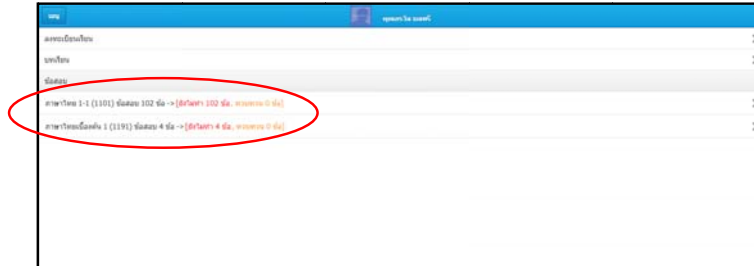 เมนู
ลงทะเบียนเรียน
บทเรียน
ข้อสอบ
ภาษาไทย 1-1 (1101) ข้อสอบ 102 ข้อ -> [ยังไม่ทำ 102 ข้อ, ทบทวน 0 ข้อ]
ภาษาไทยเบื้องต้น 1 (1191) ข้อสอบ 4 ข้อ -> [ยังไม่ทำ 4 ข้อ, ทบทวน 0 ข้อ]